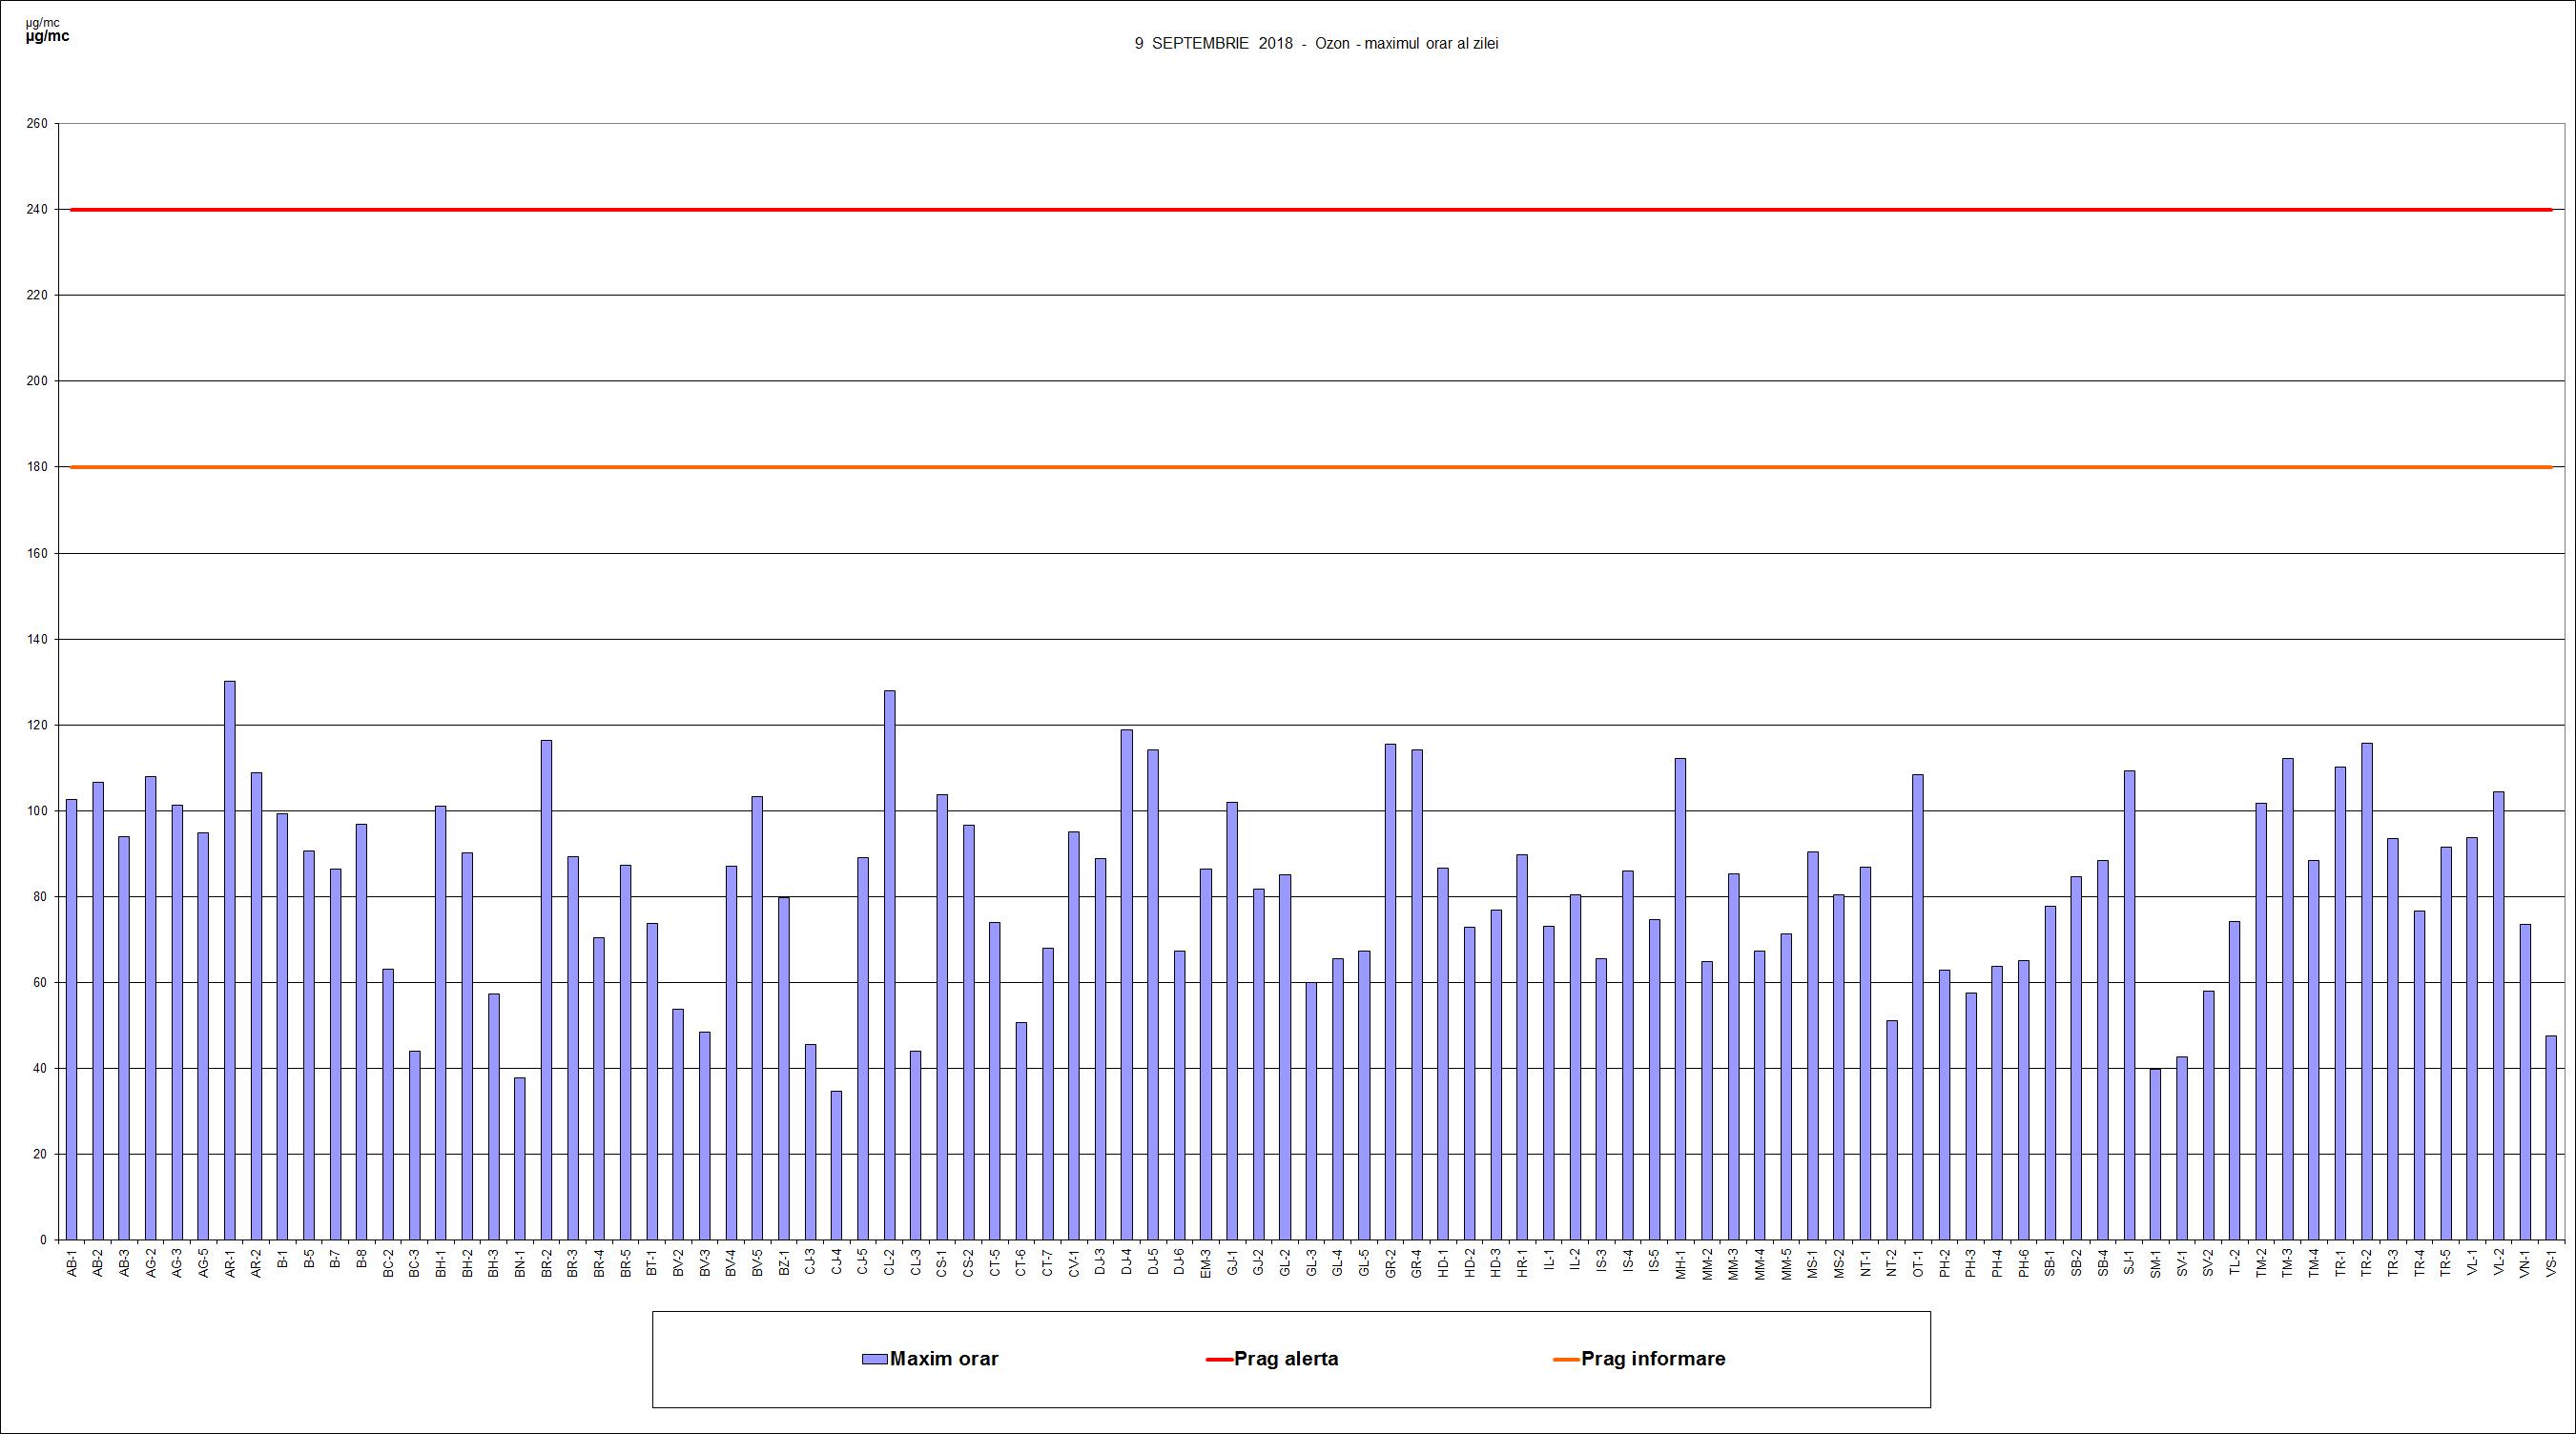 µg/mc
µg/mc
9 SEPTEMBRIE 2018 - Ozon - maximul orar al zilei
260
240
220
200
180
160
140
120
100
80
60
40
20
0
AB-1 AB-2 AB-3 AG-2 AG-3 AG-5 AR-1 AR-2 B-1 B-5 B-7 B-8 BC-2 BC-3 BH-1 BH-2 BH-3 BN-1 BR-2 BR-3 BR-4 BR-5 BT-1 BV-2 BV-3 BV-4 BV-5 BZ-1 CJ-3 CJ-4 CJ-5 CL-2 CL-3 CS-1 CS-2 CT-5 CT-6 CT-7 CV-1 DJ-3 DJ-4 DJ-5 DJ-6 EM-3 GJ-1 GJ-2 GL-2 GL-3 GL-4 GL-5 GR-2 GR-4 HD-1 HD-2 HD-3 HR-1 IL-1 IL-2 IS-3 IS-4 IS-5 MH-1 MM-2 MM-3 MM-4 MM-5 MS-1 MS-2 NT-1 NT-2 OT-1 PH-2 PH-3 PH-4 PH-6 SB-1 SB-2 SB-4 SJ-1 SM-1 SV-1 SV-2 TL-2 TM-2 TM-3 TM-4 TR-1 TR-2 TR-3 TR-4 TR-5 VL-1 VL-2 VN-1 VS-1
Maxim orar Prag alerta Prag informare